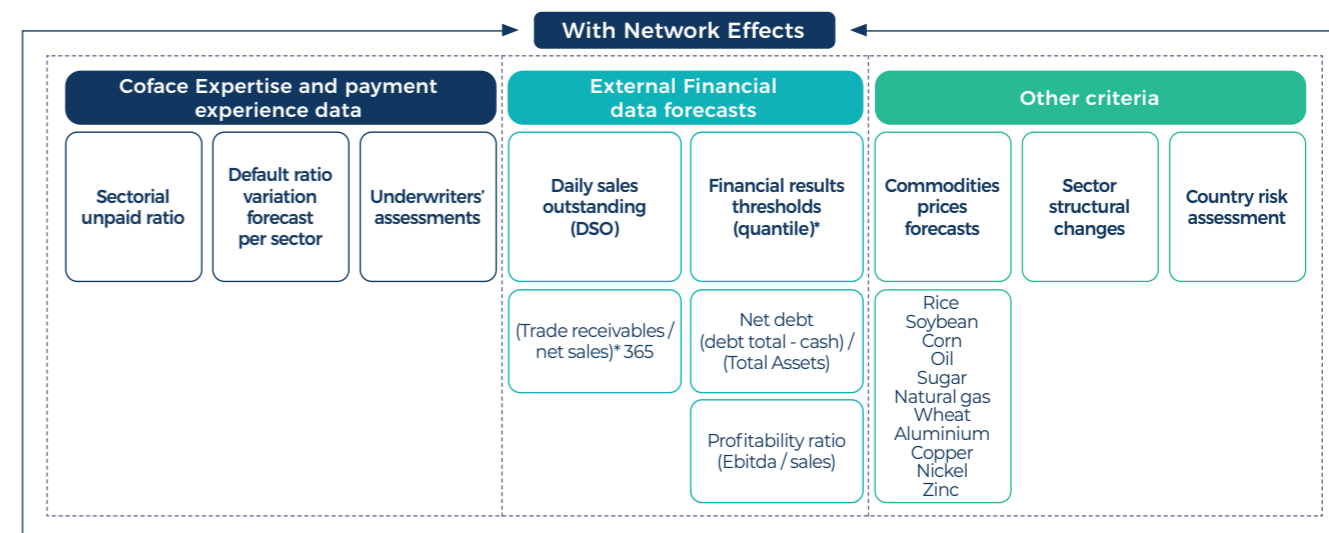 With Network Effects
Coface Expertise and payment
experience data
External Financial
data forecasts
Other criteria
Sectorial
unpaid ratio
Default ratio
variation
forecast
per sector
Underwriters'
assessments
Daily sales
outstanding
(DSO)
Financial results
thresholds
(quantile)*
Commodities
prices
forecasts
Sector
structural
changes
Country risk
assessment
(Trade receivables /
net sales)* 365
Net debt
(debt total - cash) /
(Total Assets)
Profitability ratio
(Ebitda / sales)
Rice
Soybean
Corn
Oil
Sugar
Natural gas
Wheat
Aluminium
Copper
Nickel
Zinc